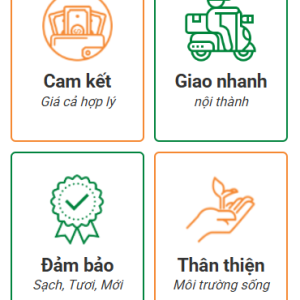 Cam kết
Giá cả hợp lý
Giao nhanh
nội thành
Đảm bảo
Sạch, Tươi, Mới
Thân thiện
Môi trường sống